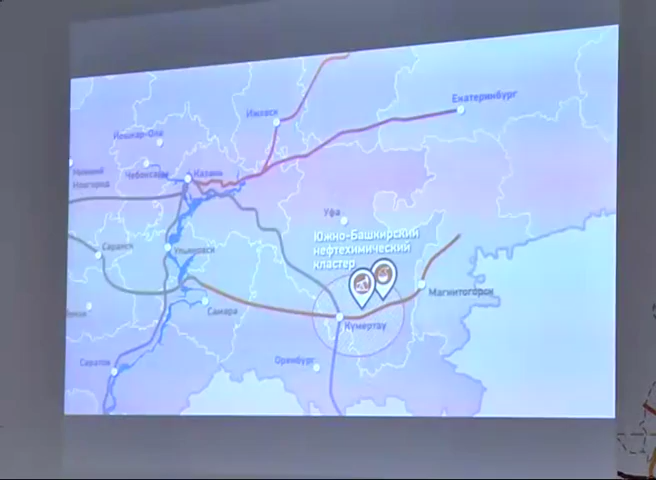 Екатеринбург
Ижевск
Йошкар-Ола
Чебоксары
Казань
Нижний
Новгород
Уфа
Южно-Башкирский
нефтехимический
кластер
Саранск
Ульяновск
Магнитогорск
Самара
Кумертау
Саратов
Оренбург